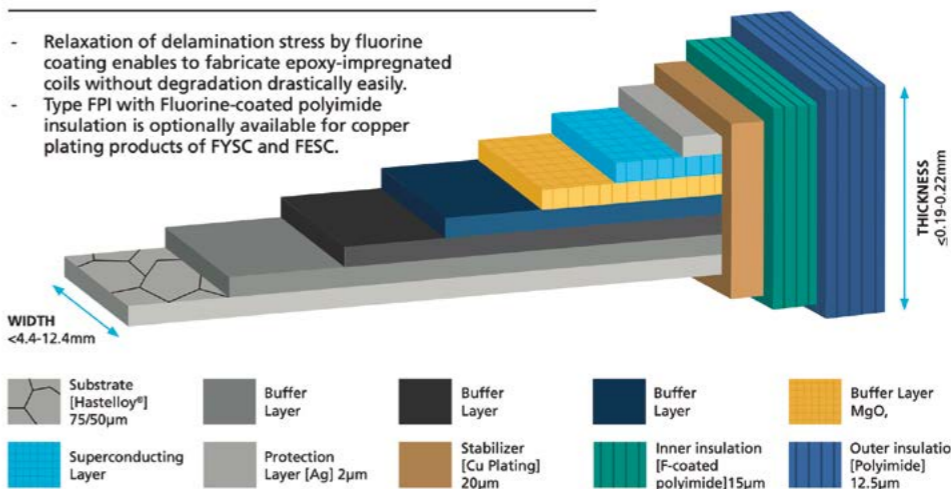 - Relaxation of delamination stress by fluorine
coating enables to fabricate epoxy-impregnated
coils without degradation drastically easily.
- Type FPI with Fluorine-coated polyimide
insulation is optionally available for copper
plating products of FYSC and FESC.
THICKNESS
≤0.19-0.22mm
WIDTH
<4.4-12.4mm
Substrate
[Hastelloy®]
75/50μm
Buffer
Layer
Buffer
Layer
Buffer
Layer
Buffer Layer
MgO,
Superconducting
Layer
Protection
Layer [Ag] 2μm
Stabilizer
[Cu Plating]
20μm
Inner insulation
[F-coated
polyimide]15μm
Outer insulatio
[Polyimide]
12.5μm